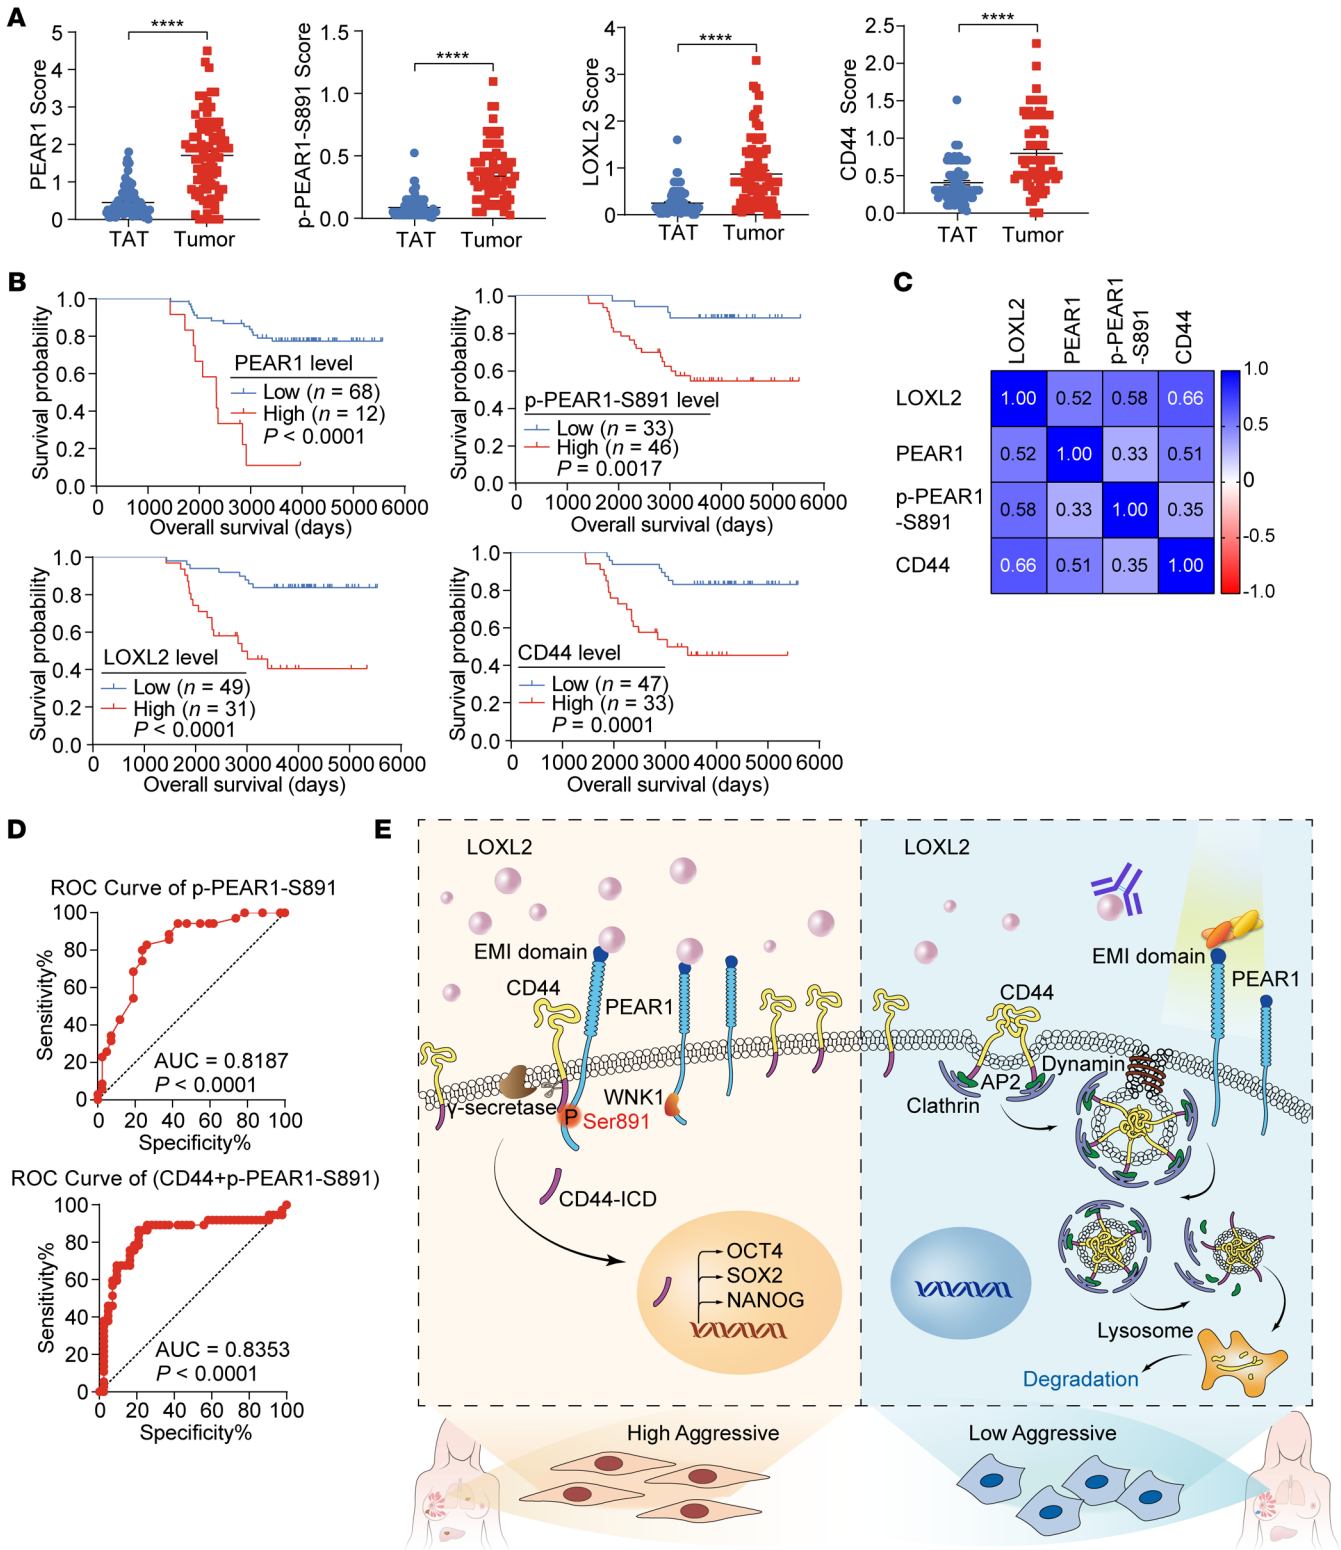 A
PEAR1 Score
5
4
3
2
1
0
****
TAT Tumor
p-PEAR1-S891 Score
1.5
1.0
0.5
0.0
****
TAT Tumor
LOXL2 Score
4
3
2
1
0
****
TAT Tumor
CD44 Score
2.5
2.0
1.5
1.0
0.5
0.0
****
TAT Tumor
B
Survival probability
1.0
0.8
0.6
0.4
0.2
0.0
PEAR1 level
Low (n = 68)
High (n = 12)
P < 0.0001
0 1000 2000 3000 4000 5000 6000
Overall survival (days)
Survival probability
1.0
0.8
0.6
0.4
0.2
0.0
p-PEAR1-S891 level
Low (n = 33)
High (n = 46)
P = 0.0017
0 1000 2000 3000 4000 5000 6000
Overall survival (days)
Survival probability
1.0
0.8
0.6
0.4
0.2
0.0
LOXL2 level
Low (n = 49)
High (n = 31)
P < 0.0001
0 1000 2000 3000 4000 5000 6000
Overall survival (days)
Survival probability
1.0
0.8
0.6
0.4
0.2
0.0
CD44 level
Low (n = 47)
High (n = 33)
P = 0.0001
0 1000 2000 3000 4000 5000 6000
Overall survival (days)
C
LOXL2
PEAR1
p-PEAR1
-S891
CD44
LOXL2 1.00 0.52 0.58 0.66
PEAR1 0.52 1.00 0.33 0.51
p-PEAR1
-S891 0.58 0.33 1.00 0.35
CD44 0.66 0.51 0.35 1.00
1.0
0.5
0
-0.5
-1.0
D
ROC Curve of p-PEAR1-S891
Sensitivity%
100
80
60
40
20
0
AUC = 0.8187
P < 0.0001
0 20 40 60 80 100
Specificity%
ROC Curve of (CD44+p-PEAR1-S891)
Sensitivity%
100
80
60
40
20
0
AUC = 0.8353
P < 0.0001
0 20 40 60 80 100
Specificity%
E
LOXL2
EMI domain
CD44
PEAR1
γ-secretase
WNK1
P
Ser891
CD44-ICD
OCT4
SOX2
NANOG
LOXL2
EMI domain
PEAR1
CD44
Dynamin
AP2
Clathrin
Lysosome
Degradation
High Aggressive
Low Aggressive